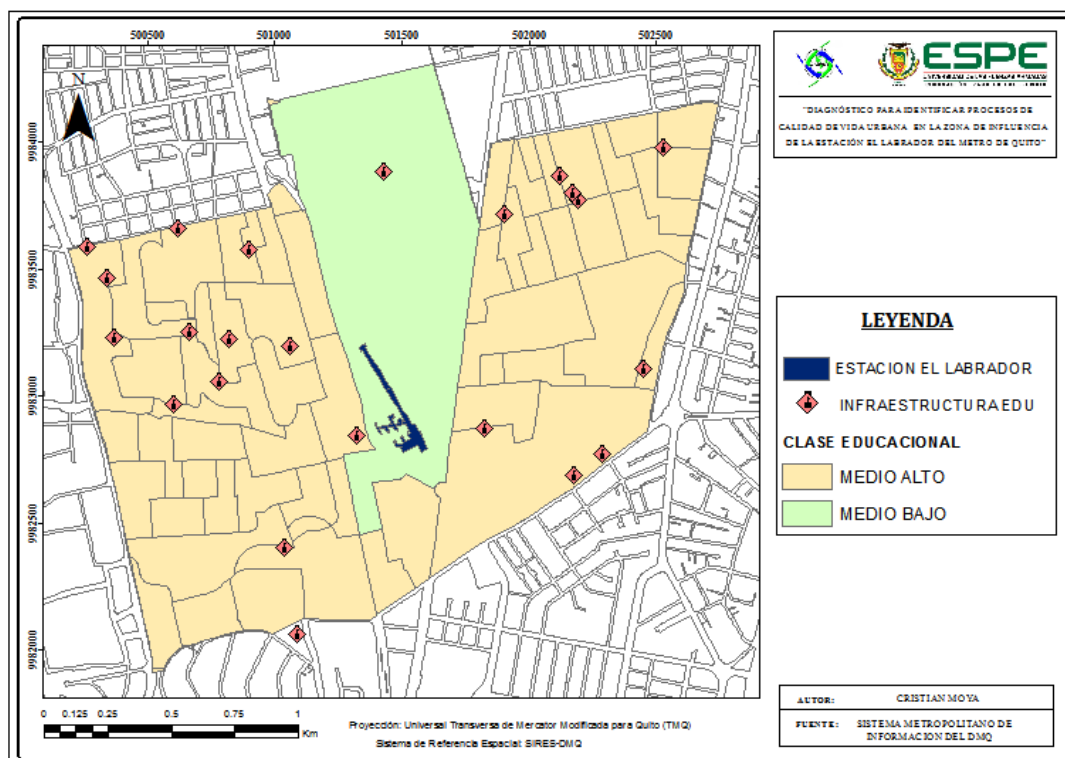 500500 501000 501500 502000 502500
N
9984000
9983500
9983000
9982500
9982000
ESPE
"DIAGNÓSTICO PARA IDENTIFICAR PROCESOS DE
CALIDAD DE VIDA URBANA EN LA ZONA DE INFLUENCIA
DE LA ESTACIÓN EL LABRADOR DEL METRO DE QUITO"
LEYENDA
ESTACION EL LABRADOR
INFRAESTRUCTURA EDU
CLASE EDUCACIONAL
MEDIO ALTO
MEDIO BAJO
0 0.125 0.25 0.5 0.75 1
Km
Proyección: Universal Transversa de Mercator Modificada para Quito (TMQ)
Sistema de Referencia Espacial: SIRES-DMQ
AUTOR: CRISTIAN MOYA
FUENTE: SISTEMA METROPOLITANO DE
INFORMACION DEL DMQ